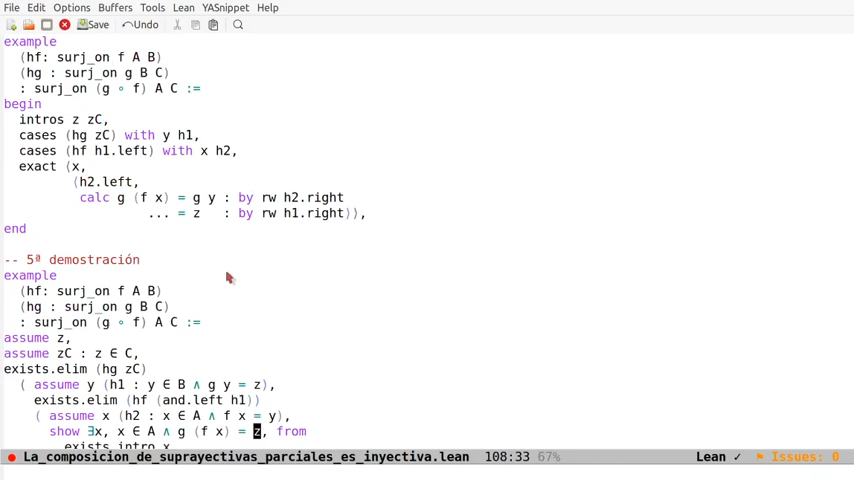 File Edit Options Buffers Tools Lean YASnippet Help
Save Undo
example
(hf: surj_on f A B)
(hg : surj_on g B C)
: surj_on (g ∘ f) A C :=
begin
intros z zC,
cases (hg zC) with y h1,
cases (hf h1.left) with x h2,
exact ⟨x,
⟨h2.left,
calc g (f x) = g y : by rw h2.right
... = z : by rw h1.right⟩⟩,
end
-- 5ª demostración
example
(hf: surj_on f A B)
(hg : surj_on g B C)
: surj_on (g ∘ f) A C :=
assume z,
assume zC : z ∈ C,
exists.elim (hg zC)
( assume y (h1 : y ∈ B ∧ g y = z),
exists.elim (hf (and.left h1))
( assume x (h2 : x ∈ A ∧ f x = y),
show ∃x, x ∈ A ∧ g (f x) = z, from
exists.intro x
La_composicion_de_suprayectivas_parciales_es_inyectiva.lean 108:33 67% Lean ✓ Issues: 0